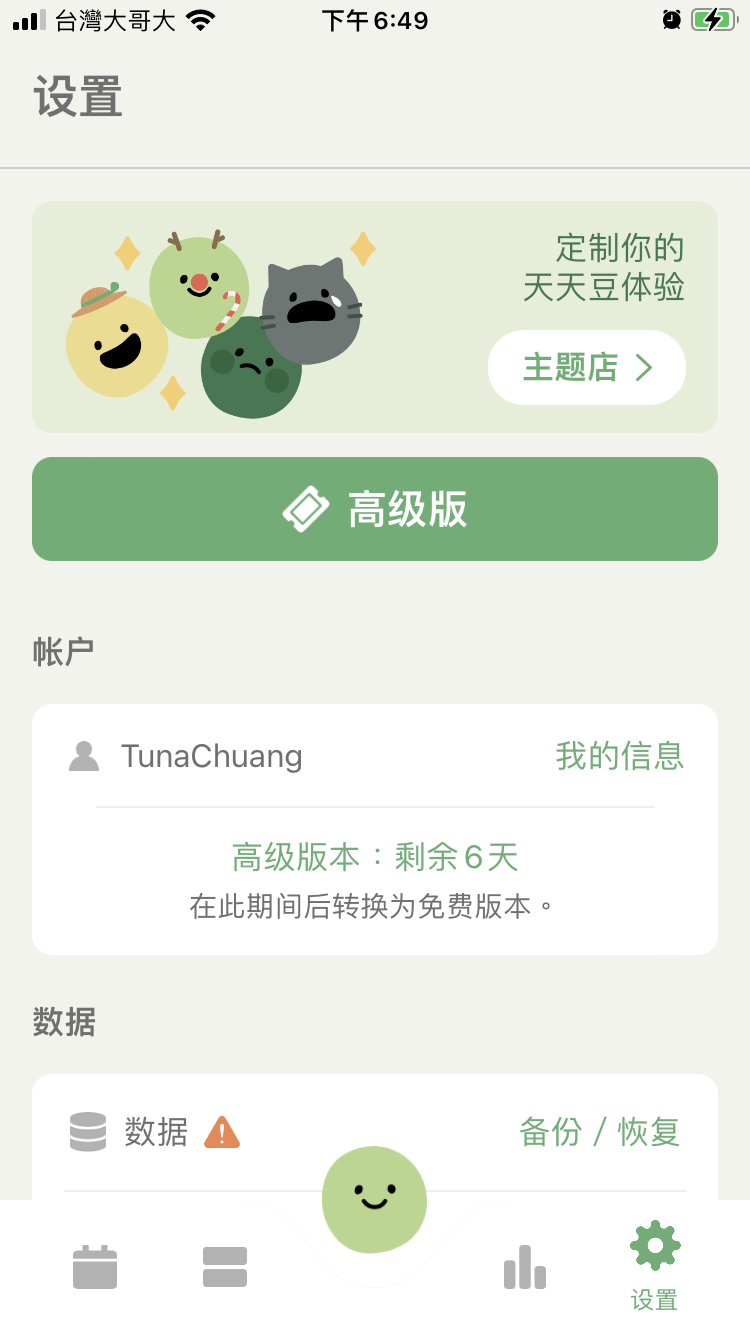 台灣大哥大
下午6:49
设置
定制你的
天天豆体验
主题店
高级版
帐户
TunaChuang
我的信息
高级版本：剩余6天
在此期间后转换为免费版本。
数据
数据
备份 / 恢复
设置